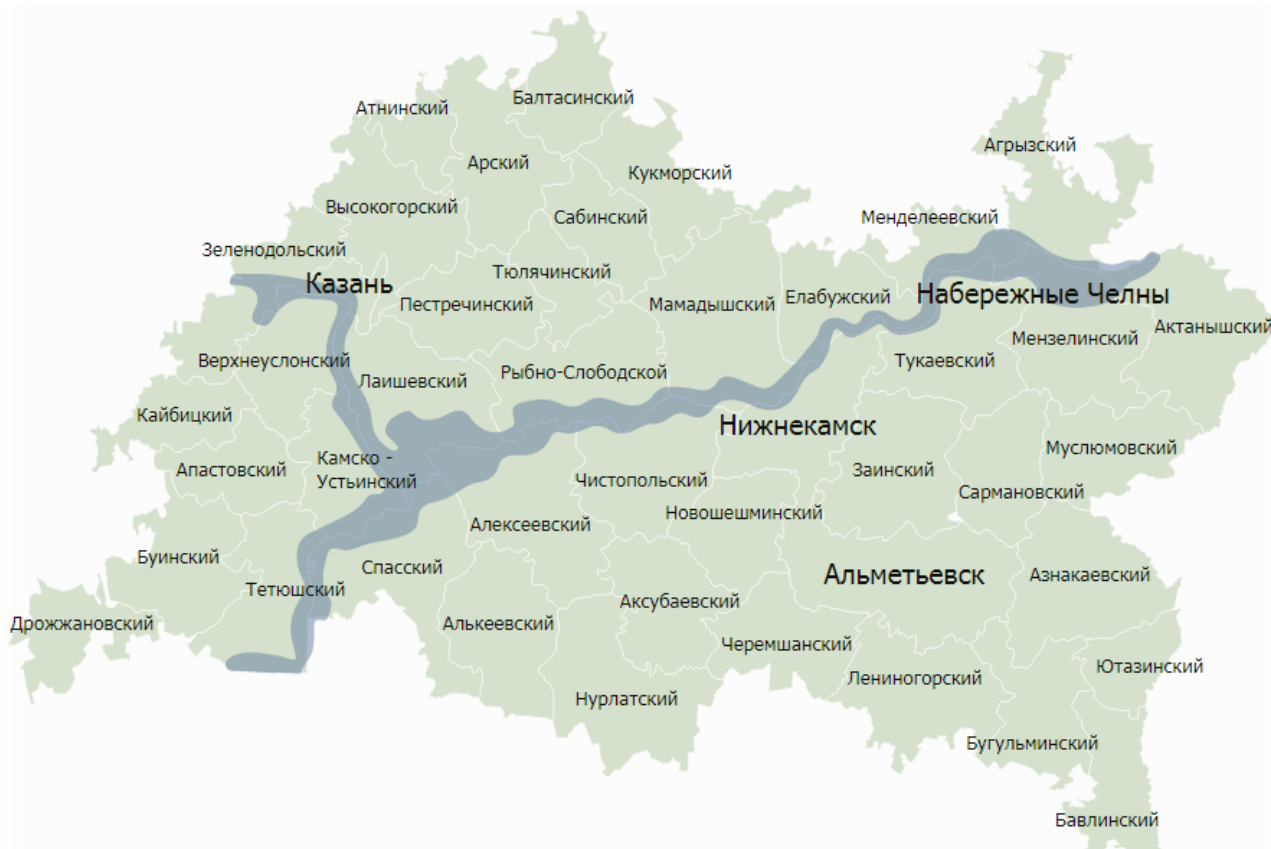 Балтасинский
Атнинский
Агрызский
Арский
Кукморский
Высокогорский
Сабинский
Менделеевский
Зеленодольский
Тюлячинский
Казань
Набережные Челны
Елабужский
Пестречинский
Мамадышский
Актанышский
Мензелинский
Верхнеуслонский
Тукаевский
Рыбно-Слободской
Лаишевский
Кайбицкий
Нижнекамск
Муслюмовский
Камско -
Устьинский
Апастовский
Заинский
Чистопольский
Сармановский
Новошешминский
Алексеевский
Буинский
Спасский
Альметьевск
Азнакаевский
Тетюшский
Аксубаевский
Дрожжановский
Алькеевский
Черемшанский
Ютазинский
Лениногорский
Нурлатский
Бугульминский
Бавлинский